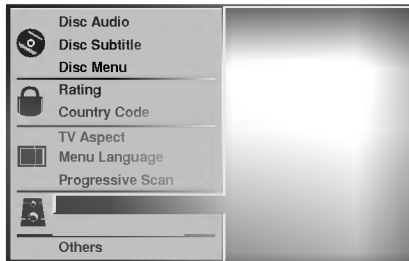 Disc Audio
Disc Subtitle
Disc Menu
Rating
Country Code
TV Aspect
Menu Language
Progressive Scan
Others